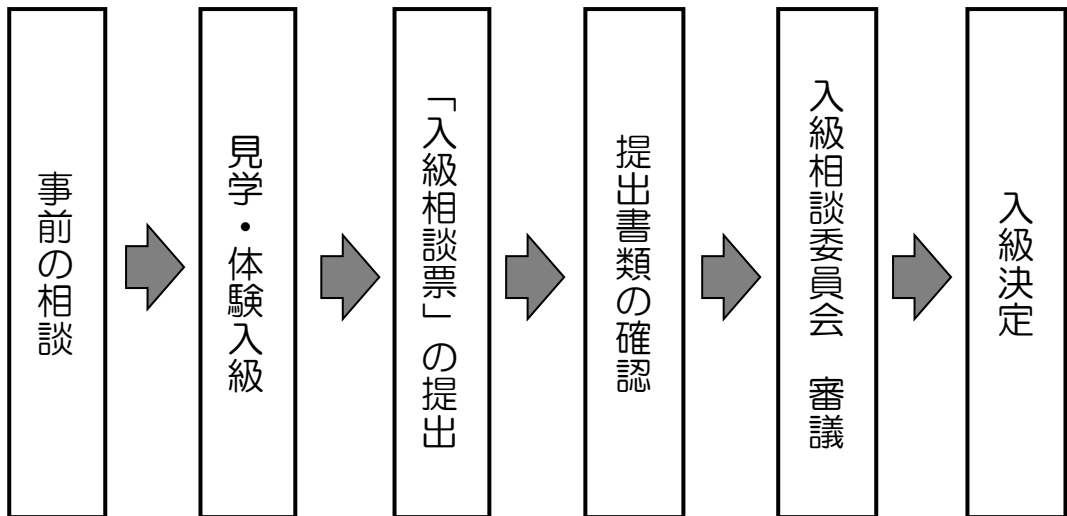 事前の相談
見学・体験入級
「入級相談票」の提出
提出書類の確認
入級相談委員会　審議
入級決定